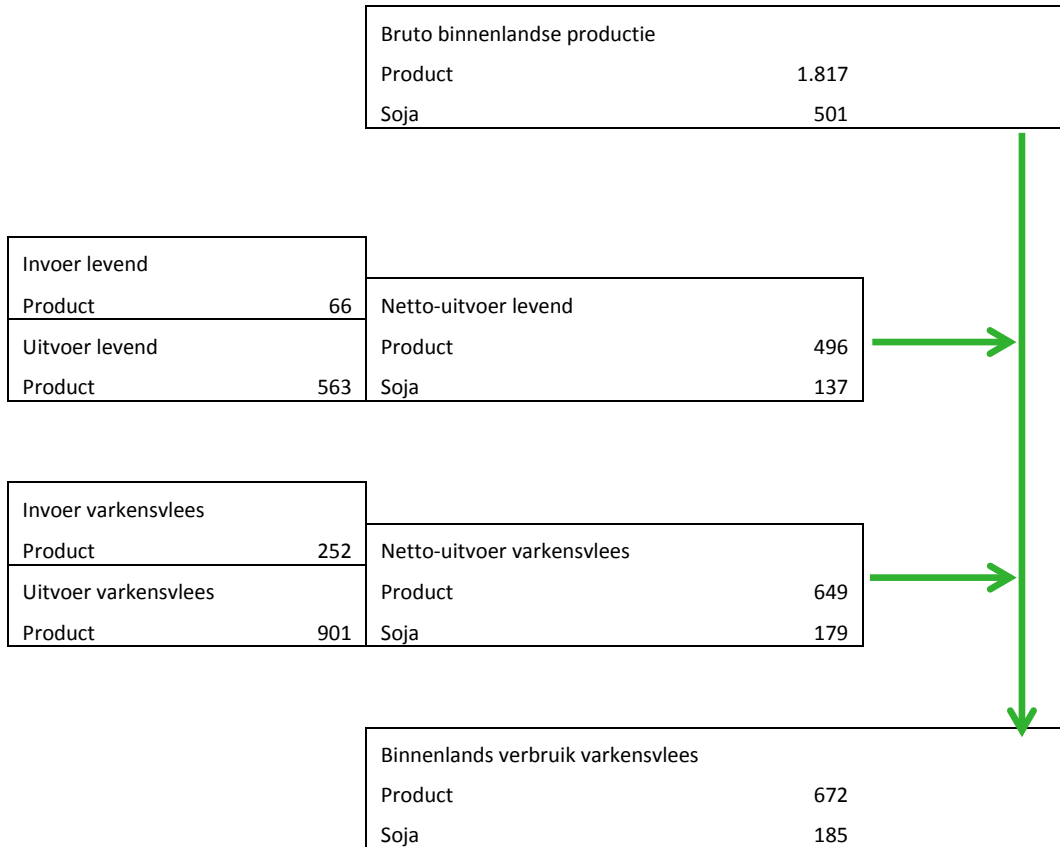 Bruto binnenlandse productie
Product 1.817
Soja 501
Invoer levend
Product 66
Uitvoer levend
Product 563
Netto-uitvoer levend
Product 496
Soja 137
Invoer varkensvlees
Product 252
Uitvoer varkensvlees
Product 901
Netto-uitvoer varkensvlees
Product 649
Soja 179
Binnenlands verbruik varkensvlees
Product 672
Soja 185